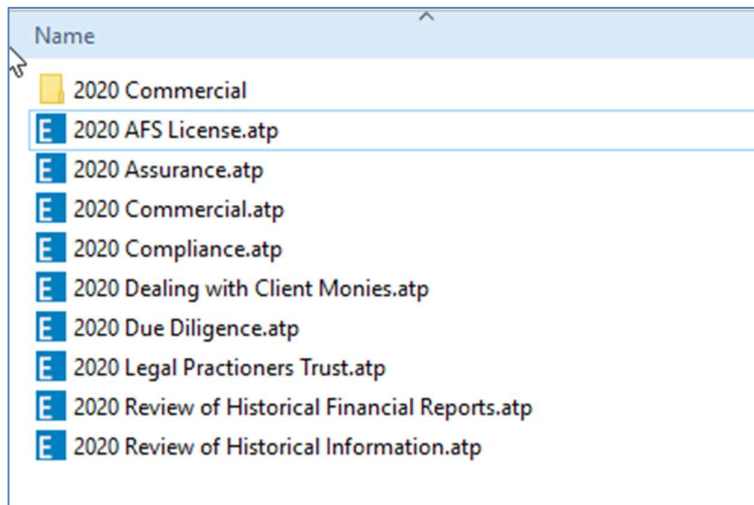 Name
2020 Commercial
E 2020 AFS License.atp
E 2020 Assurance.atp
E 2020 Commercial.atp
E 2020 Compliance.atp
E 2020 Dealing with Client Monies.atp
E 2020 Due Diligence.atp
E 2020 Legal Practioners Trust.atp
E 2020 Review of Historical Financial Reports.atp
E 2020 Review of Historical Information.atp